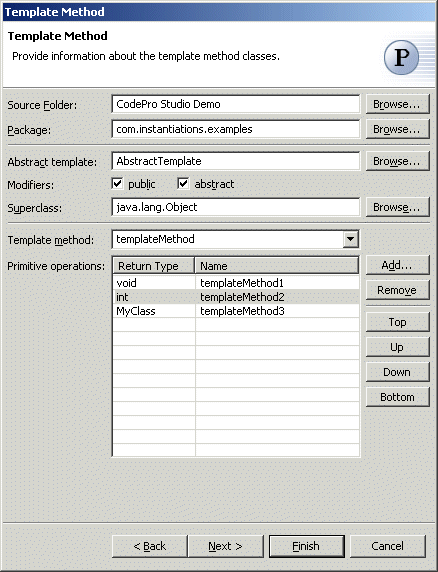 Template Method
Template Method
Provide information about the template method classes.
P
Source Folder: CodePro Studio Demo Browse...
Package: com.instantiations.examples Browse...
Abstract template: AbstractTemplate Browse...
Modifiers: public abstract
Superclass: java.lang.Object Browse...
Template method: templateMethod
Primitive operations: Return Type Name Add...
void templateMethod1
int templateMethod2 Remove
MyClass templateMethod3
Top
Up
Down
Bottom
< Back Next > Finish Cancel